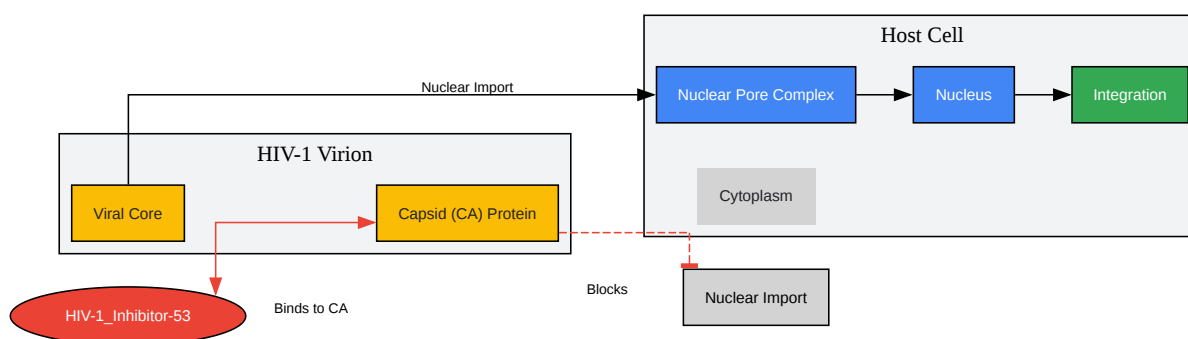 Host Cell
Nuclear Import
Nuclear Pore Complex
Nucleus
Integration
HIV-1 Virion
Viral Core
Capsid (CA) Protein
Cytoplasm
Blocks
Nuclear Import
HIV-1_Inhibitor-53
Binds to CA